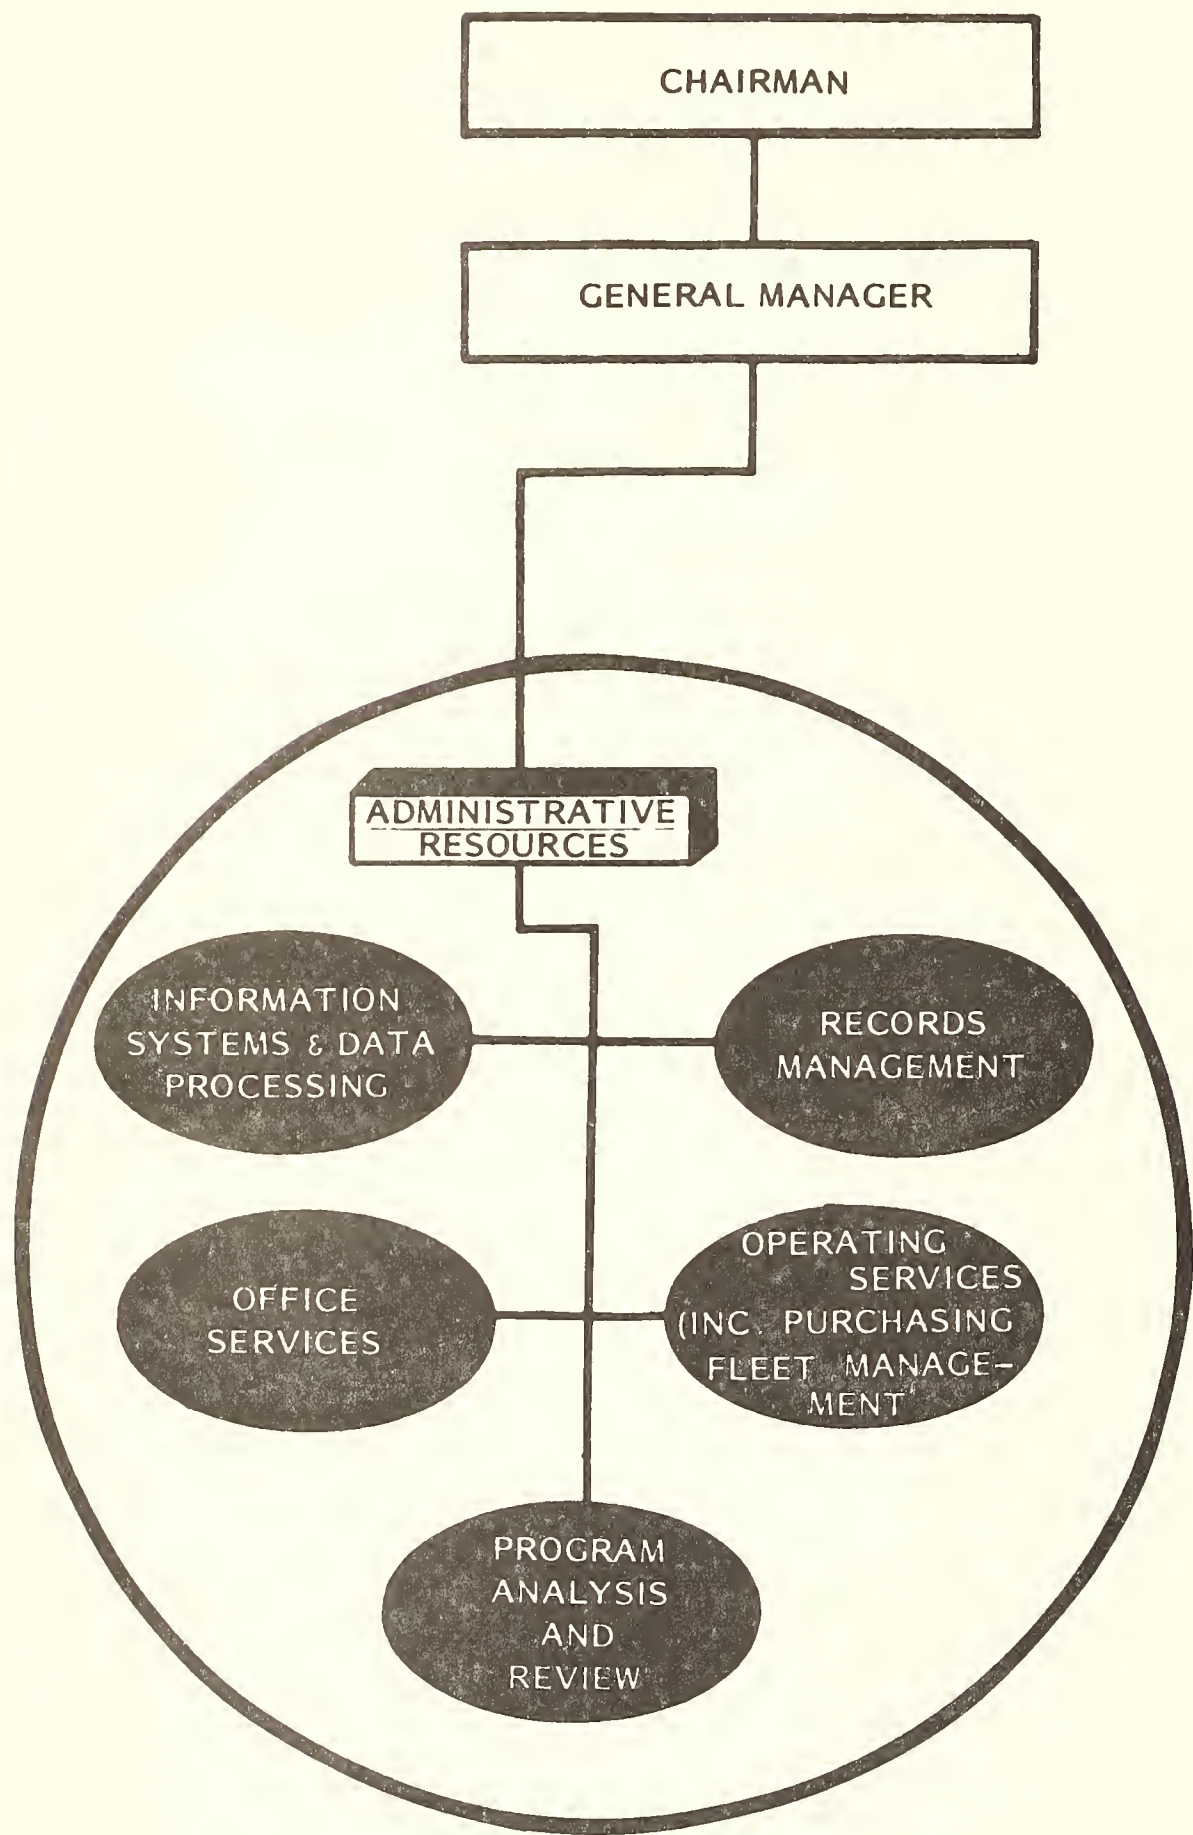 CHAIRMAN
GENERAL MANAGER
ADMINISTRATIVE
RESOURCES
INFORMATION
SYSTEMS & DATA
PROCESSING
RECORDS
MANAGEMENT
OFFICE
SERVICES
OPERATING
SERVICES
(INC. PURCHASING
FLEET MANAGE-
MENT
PROGRAM
ANALYSIS
AND
REVIEW